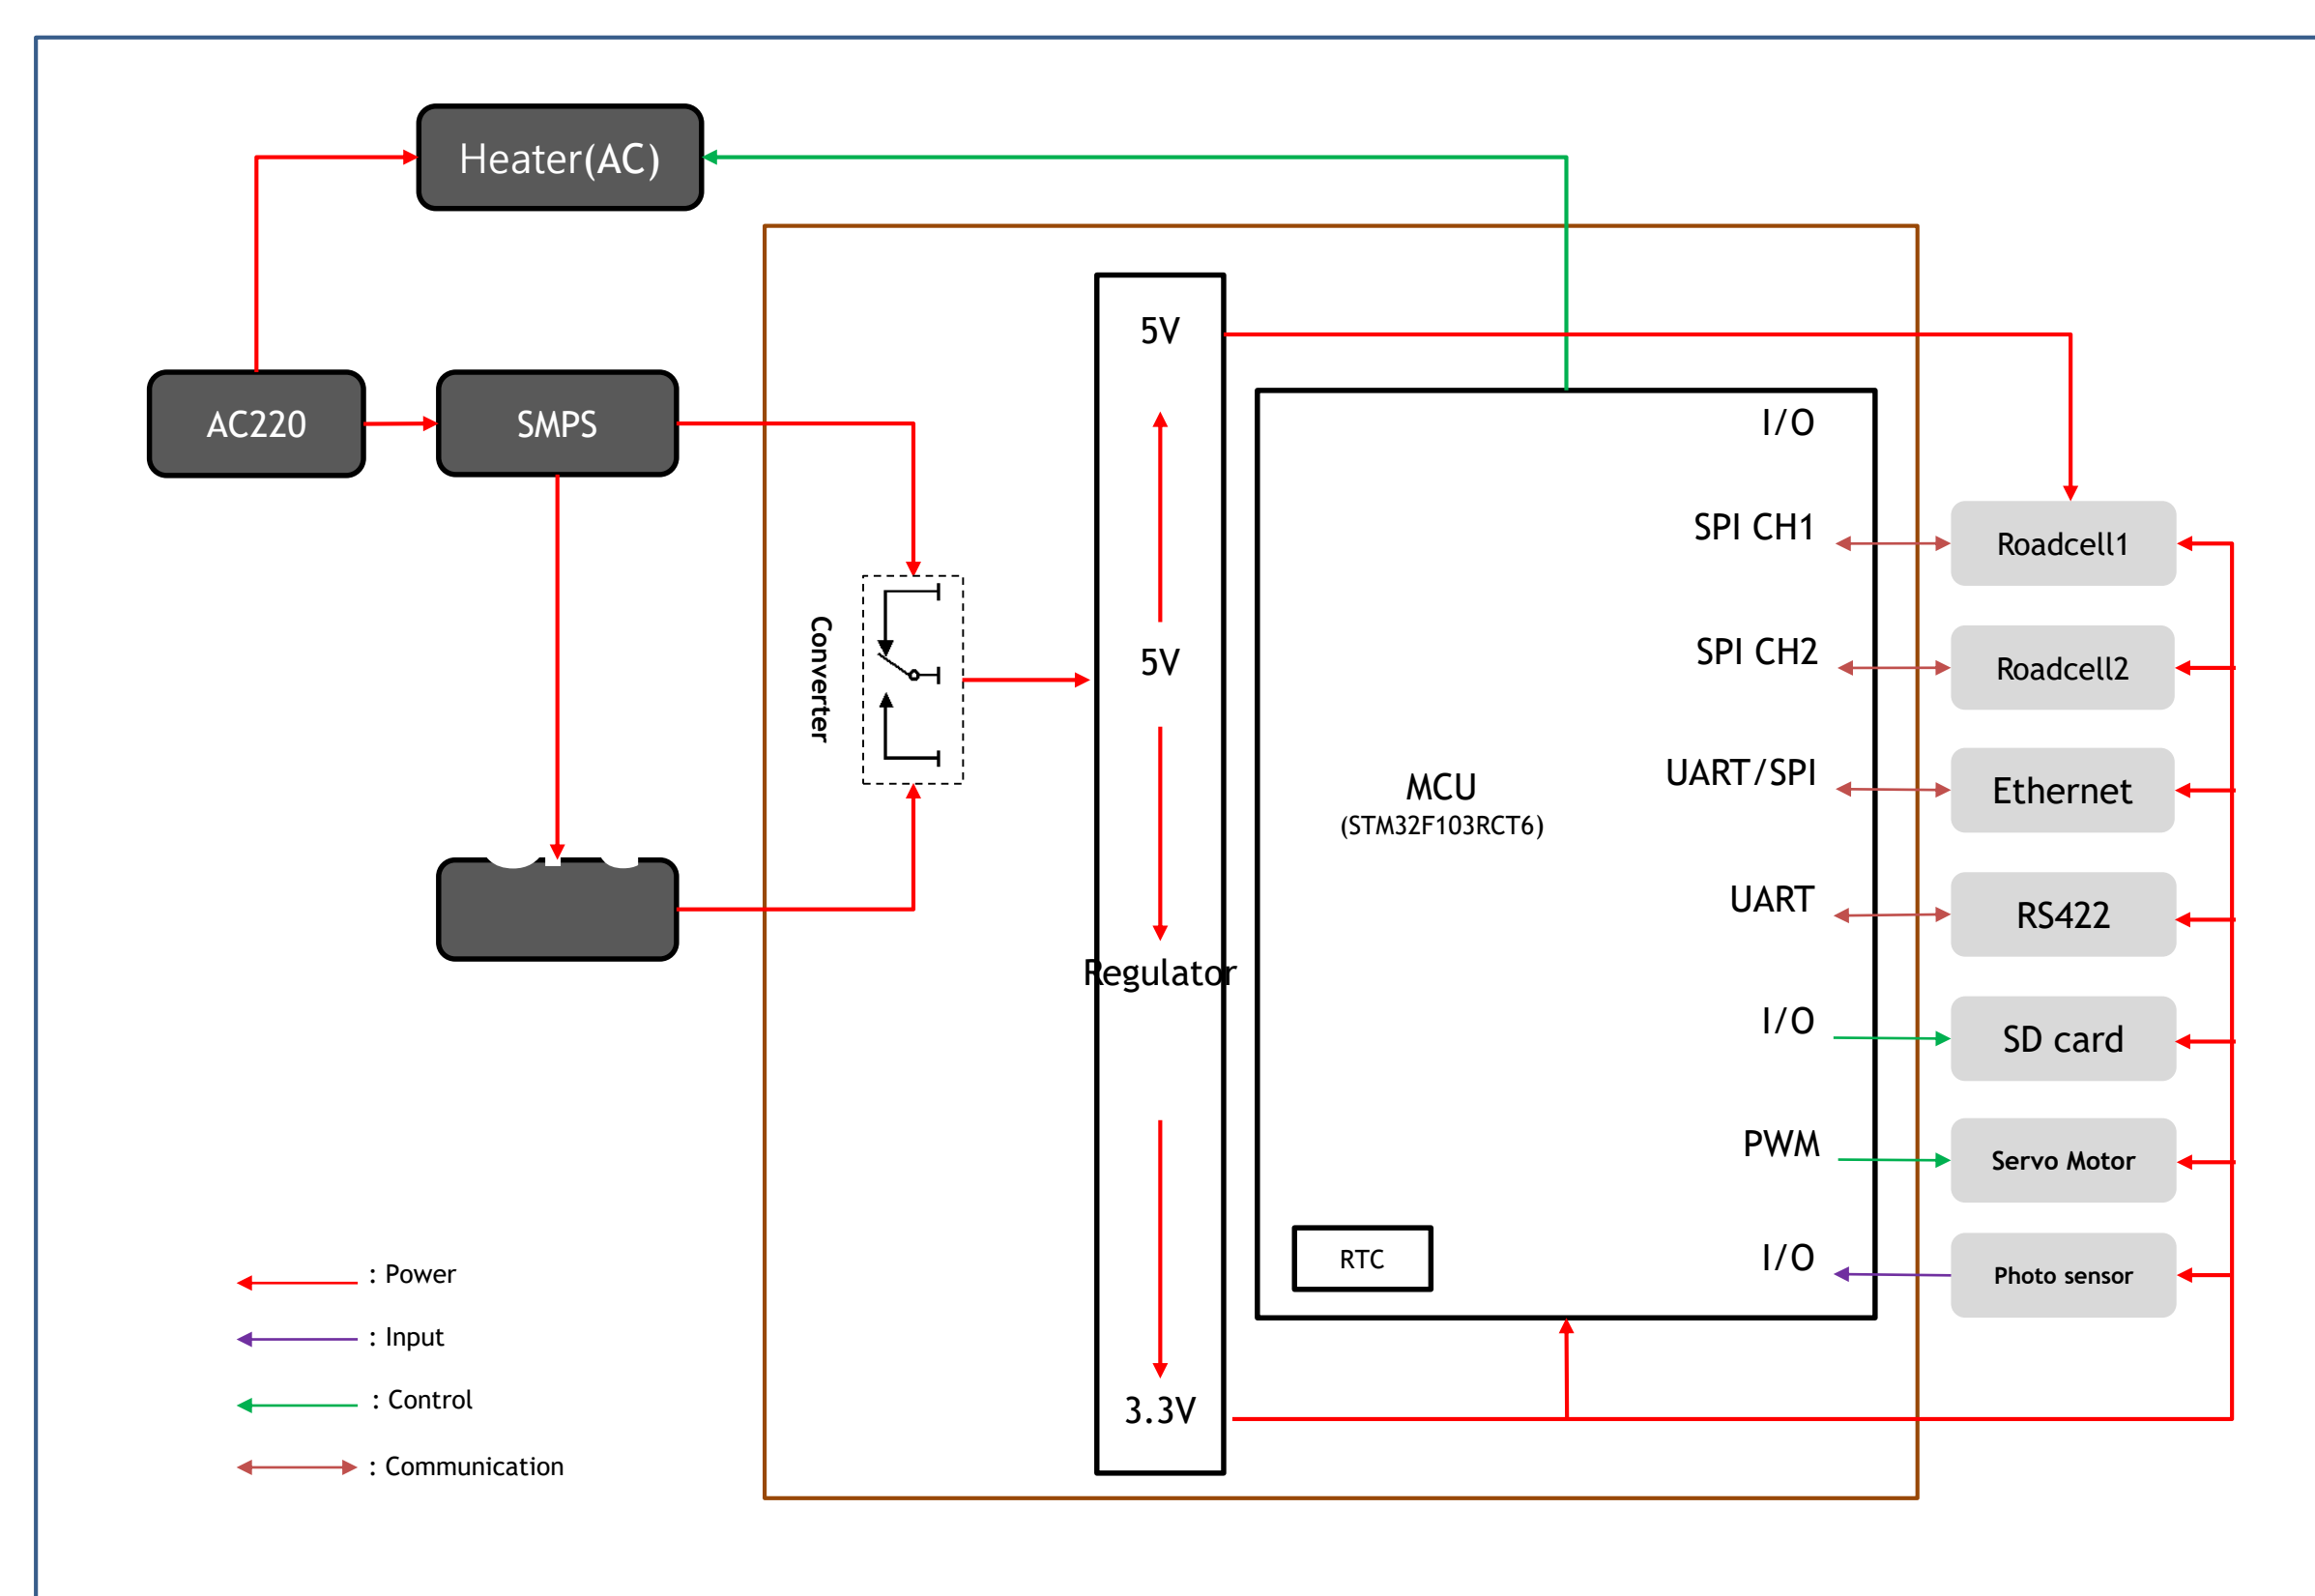 Heater(AC)
5V
AC220
SMPS
I/O
SPI CH1
Roadcell1
Converter
5V
SPI CH2
Roadcell2
MCU
(STM32F103RCT6)
UART/SPI
Ethernet
UART
RS422
Regulator
I/O
SD card
PWM
Servo Motor
RTC
I/O
Photo sensor
: Power
: Input
: Control
: Communication
3.3V